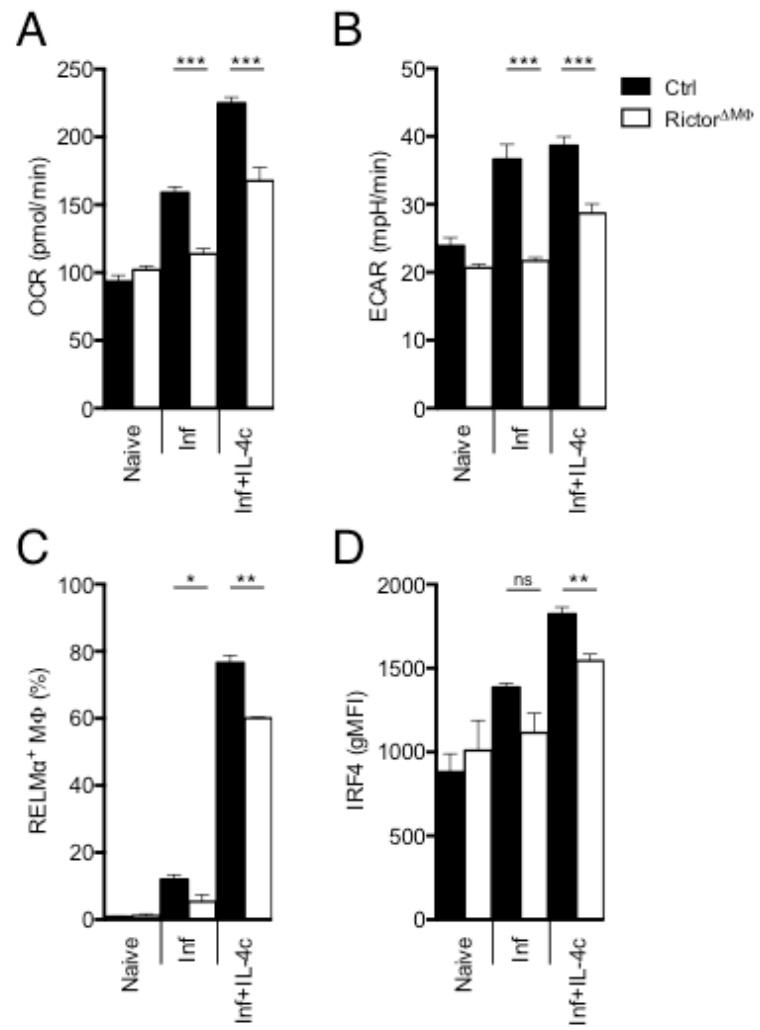 A
OCR (pmol/min)
250
200
150
100
50
0
***
***
Naive
Inf
Inf+IL-4c
B
ECAR (mpH/min)
50
40
30
20
10
0
***
***
Naive
Inf
Inf+IL-4c
Ctrl
Rictor^ΔMΦ
C
RELMα⁺ MΦ (%)
100
80
60
40
20
0
*
**
Naive
Inf
Inf+IL-4c
D
IRF4 (gMFI)
2000
1500
1000
500
0
ns
**
Naive
Inf
Inf+IL-4c